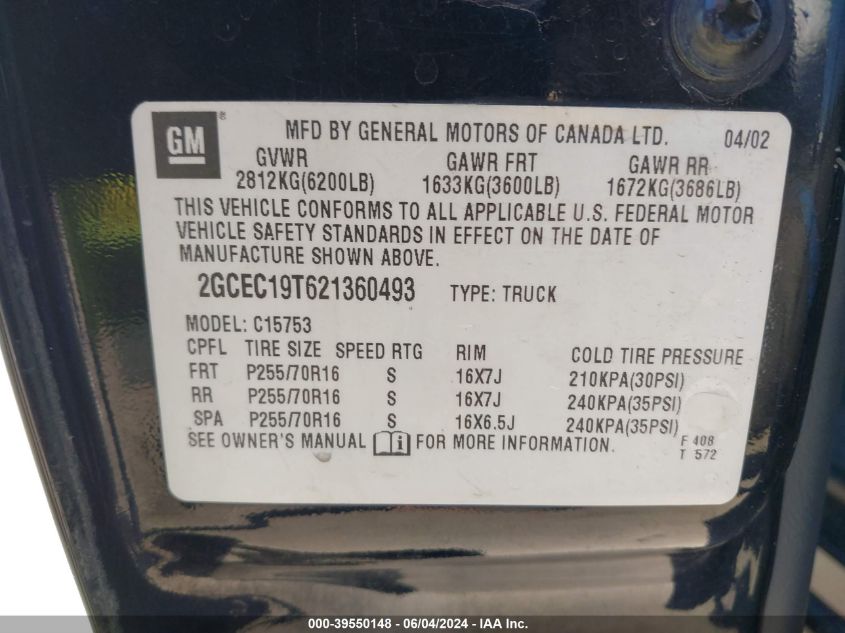 GM ®
MFD BY GENERAL MOTORS OF CANADA LTD. 04/02
GVWR GAWR FRT GAWR RR
2812KG(6200LB) 1633KG(3600LB) 1672KG(3686LB)
THIS VEHICLE CONFORMS TO ALL APPLICABLE U.S. FEDERAL MOTOR
VEHICLE SAFETY STANDARDS IN EFFECT ON THE DATE OF
MANUFACTURE SHOWN ABOVE.
2GCEC19T621360493 TYPE: TRUCK
MODEL: C15753
CPFL TIRE SIZE SPEED RTG RIM COLD TIRE PRESSURE
FRT P255/70R16 S 16X7J 210KPA(30PSI)
RR P255/70R16 S 16X7J 240KPA(35PSI)
SPA P255/70R16 S 16X6.5J 240KPA(35PSI)
SEE OWNER'S MANUAL i FOR MORE INFORMATION.
F 408
T 572
000-39550148 - 06/04/2024 - IAA Inc.